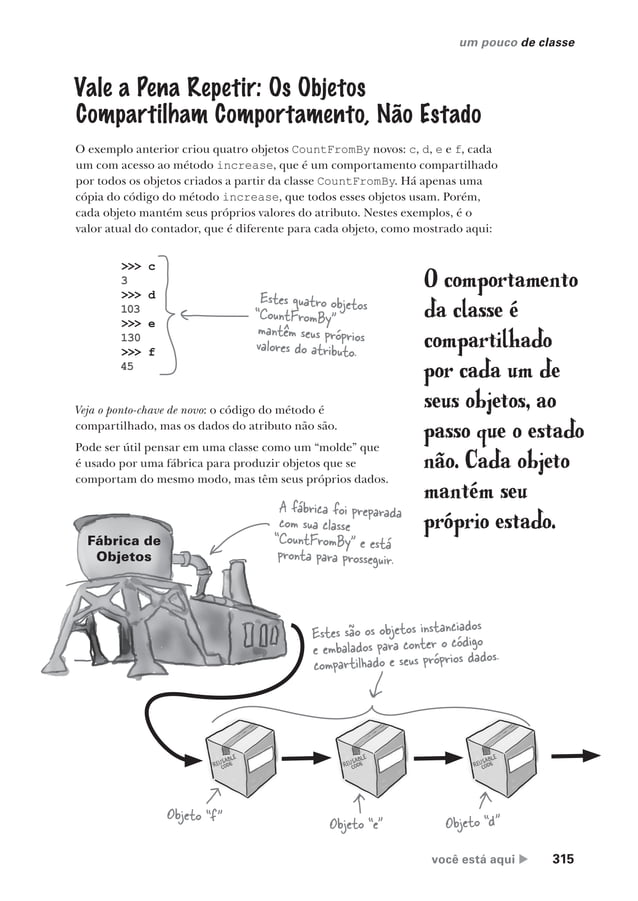 um pouco de classe
Vale a Pena Repetir: Os Objetos
Compartilham Comportamento, Não Estado
O exemplo anterior criou quatro objetos CountFromBy novos: c, d, e e f, cada
um com acesso ao método increase, que é um comportamento compartilhado
por todos os objetos criados a partir da classe CountFromBy. Há apenas uma
cópia do código do método increase, que todos esses objetos usam. Porém,
cada objeto mantém seus próprios valores do atributo. Nestes exemplos, é o
valor atual do contador, que é diferente para cada objeto, como mostrado aqui:
>>> c
3
>>> d
103
>>> e
130
>>> f
45
Estes quatro objetos
“CountFromBy”
mantêm seus próprios
valores do atributo.
O comportamento
da classe é
compartilhado
por cada um de
seus objetos, ao
passo que o estado
não. Cada objeto
mantém seu
próprio estado.
Veja o ponto-chave de novo: o código do método é
compartilhado, mas os dados do atributo não são.
Pode ser útil pensar em uma classe como um “molde” que
é usado por uma fábrica para produzir objetos que se
comportam do mesmo modo, mas têm seus próprios dados.
A fábrica foi preparada
com sua classe
“CountFromBy” e está
pronta para prosseguir.
Fábrica de
Objetos
Estes são os objetos instanciados
e embalados para conter o código
compartilhado e seus próprios dados.
REUSABLE
CODE
REUSABLE
CODE
REUSABLE
CODE
Objeto “f”
Objeto “e”
Objeto “d”
você está aqui ▶ 315